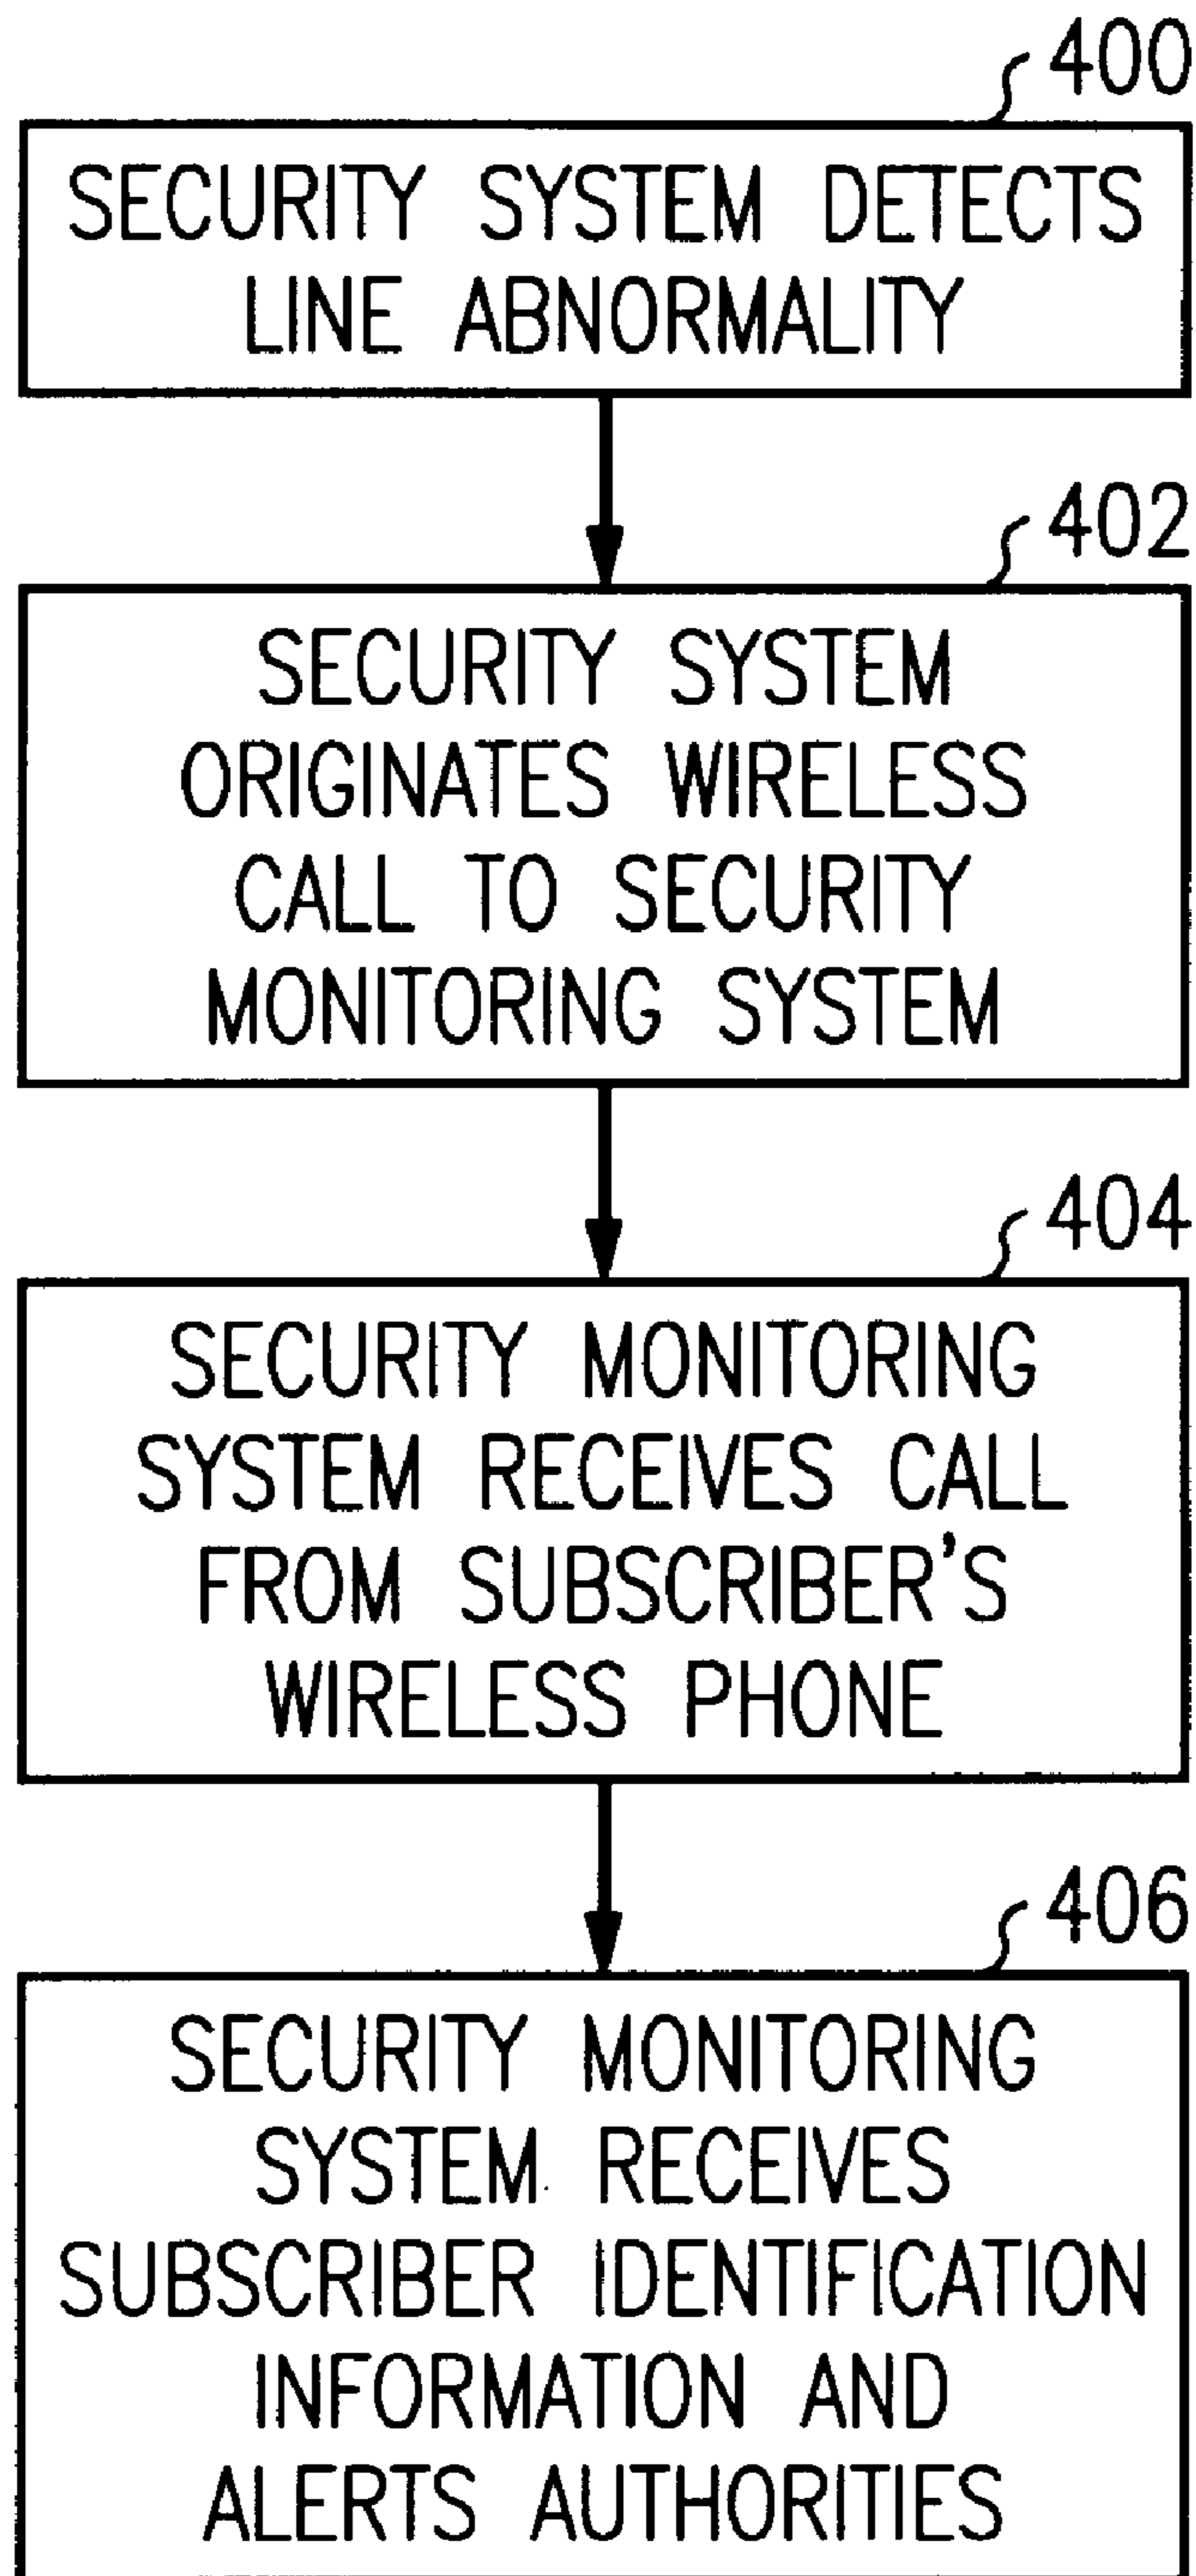 400
SECURITY SYSTEM DETECTS
LINE ABNORMALITY
402
SECURITY SYSTEM
ORIGINATES WIRELESS
CALL TO SECURITY
MONITORING SYSTEM
404
SECURITY MONITORING
SYSTEM RECEIVES CALL
FROM SUBSCRIBER'S
WIRELESS PHONE
406
SECURITY MONITORING
SYSTEM RECEIVES
SUBSCRIBER IDENTIFICATION
INFORMATION AND
ALERTS AUTHORITIES